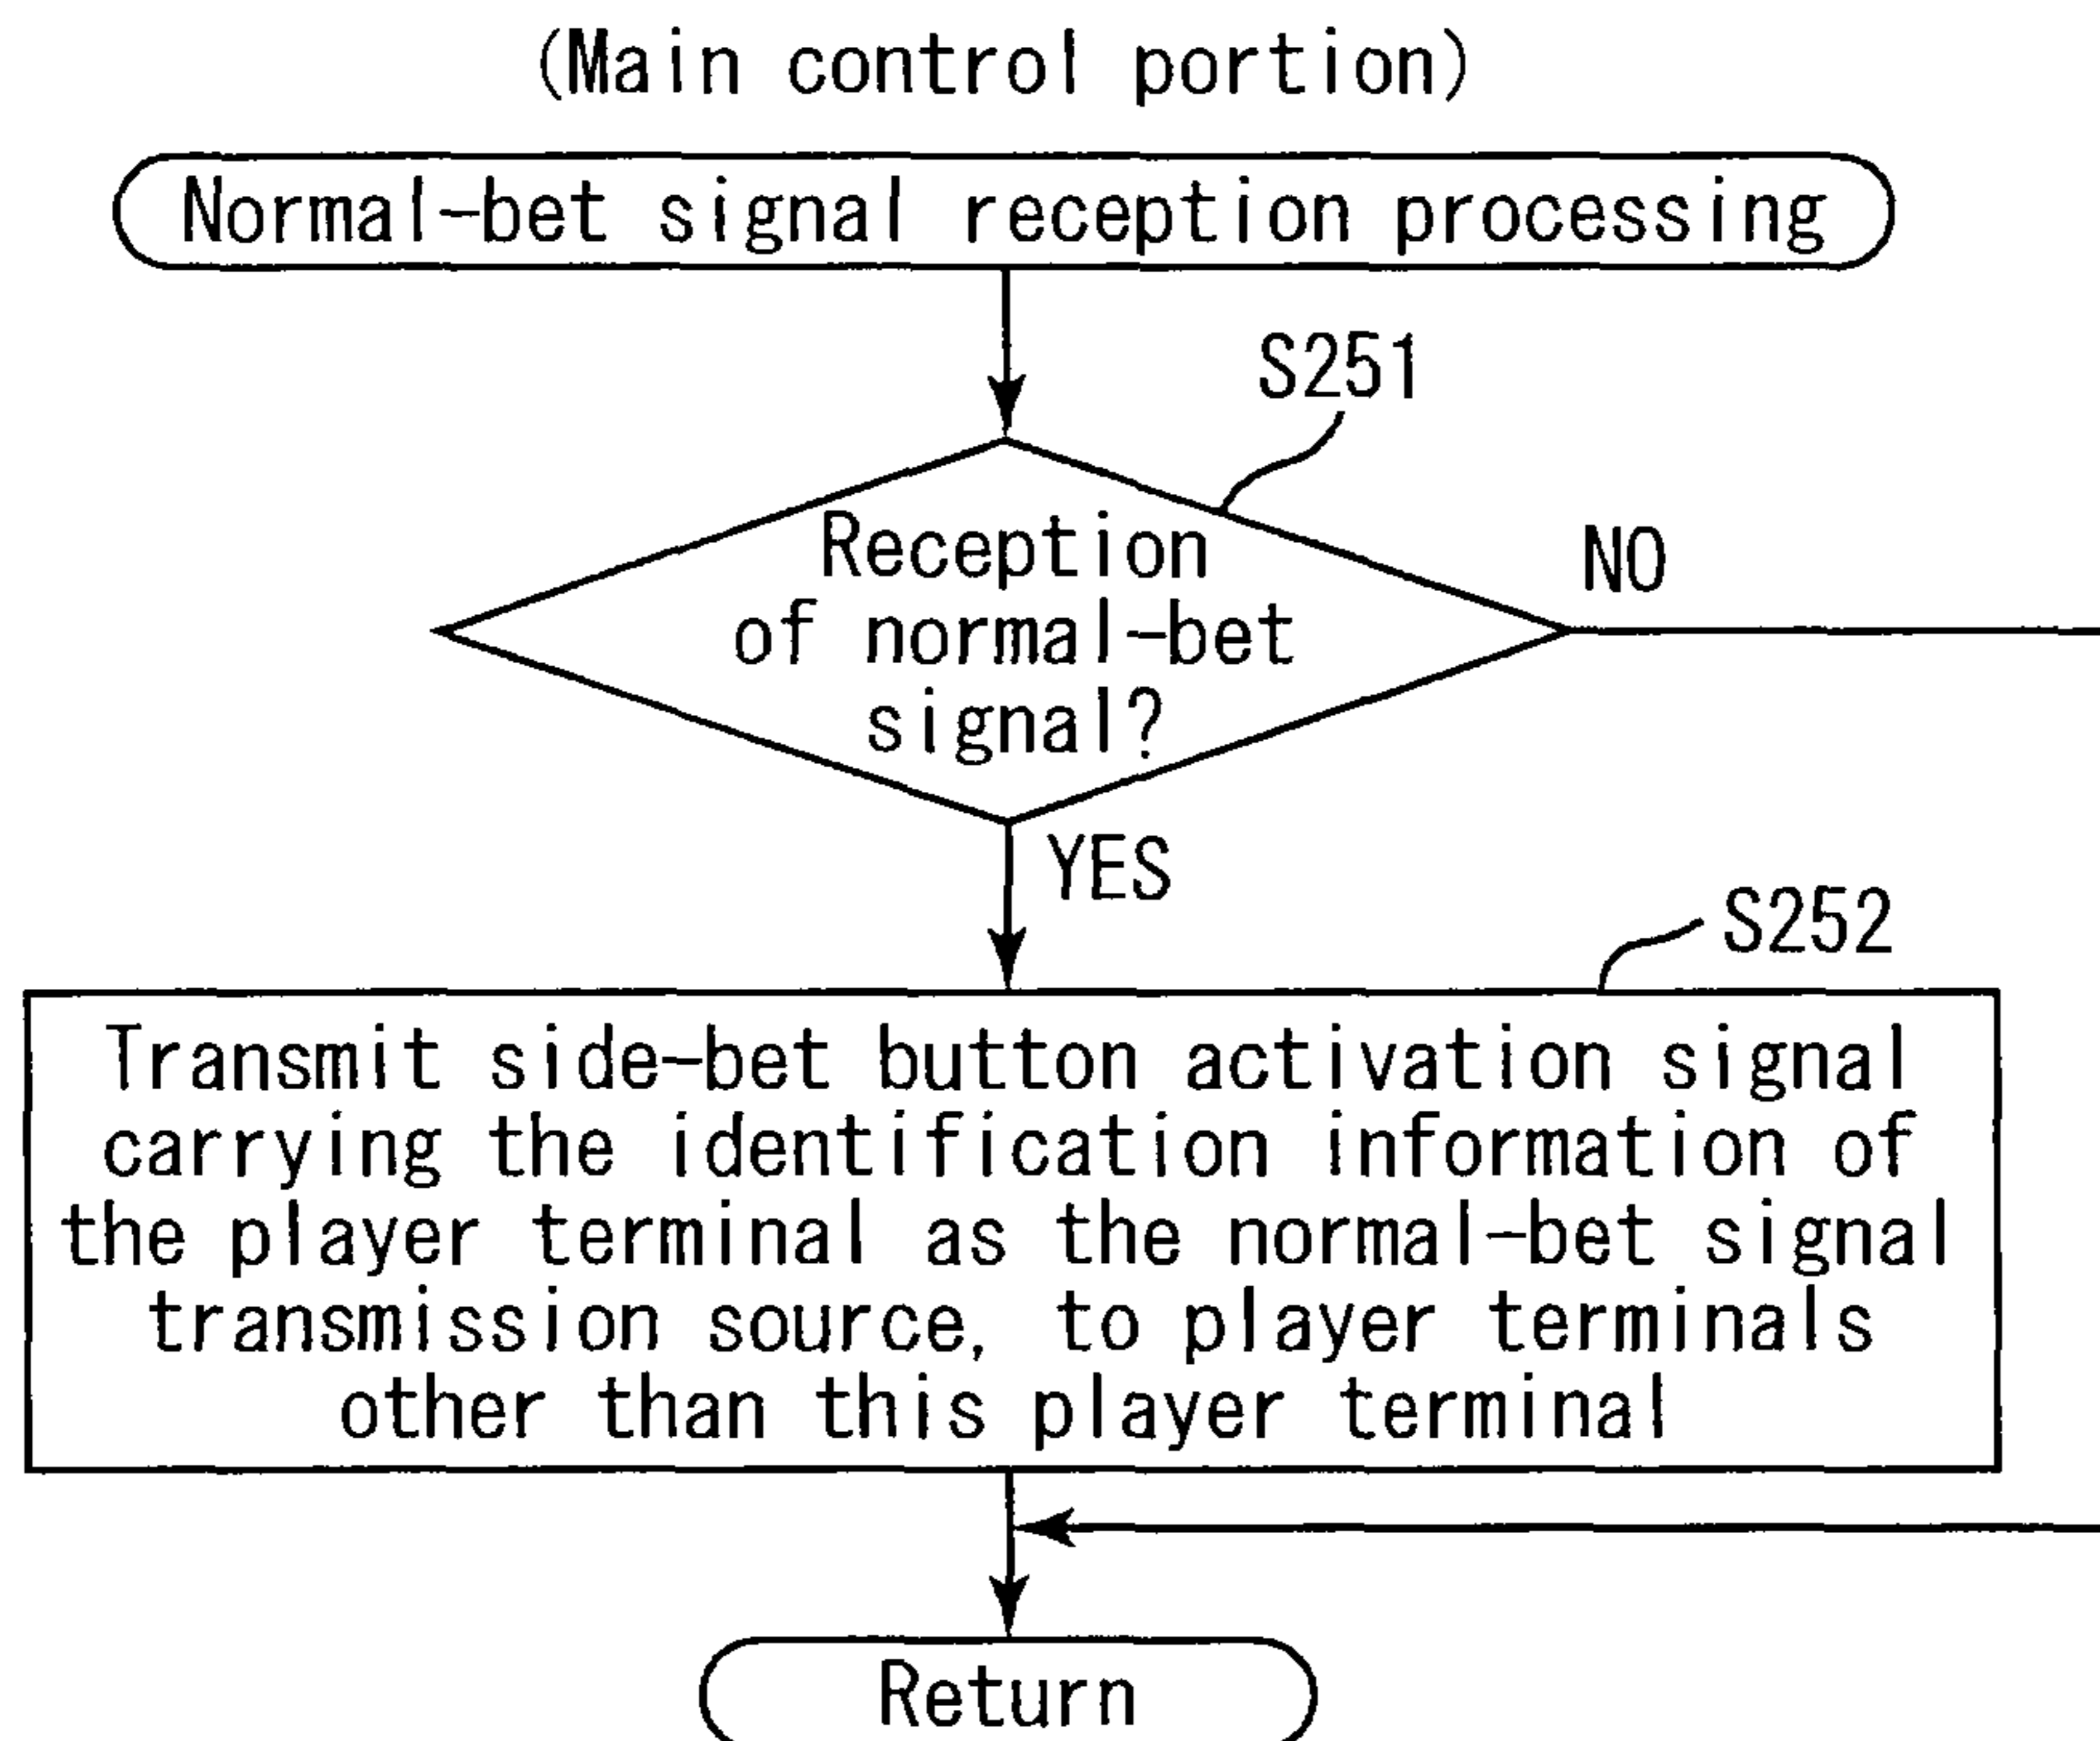 (Main control portion)
Normal-bet signal reception processing
S251
Reception
of normal-bet
signal?
NO
YES
S252
Transmit side-bet button activation signal
carrying the identification information of
the player terminal as the normal-bet signal
transmission source, to player terminals
other than this player terminal
Return